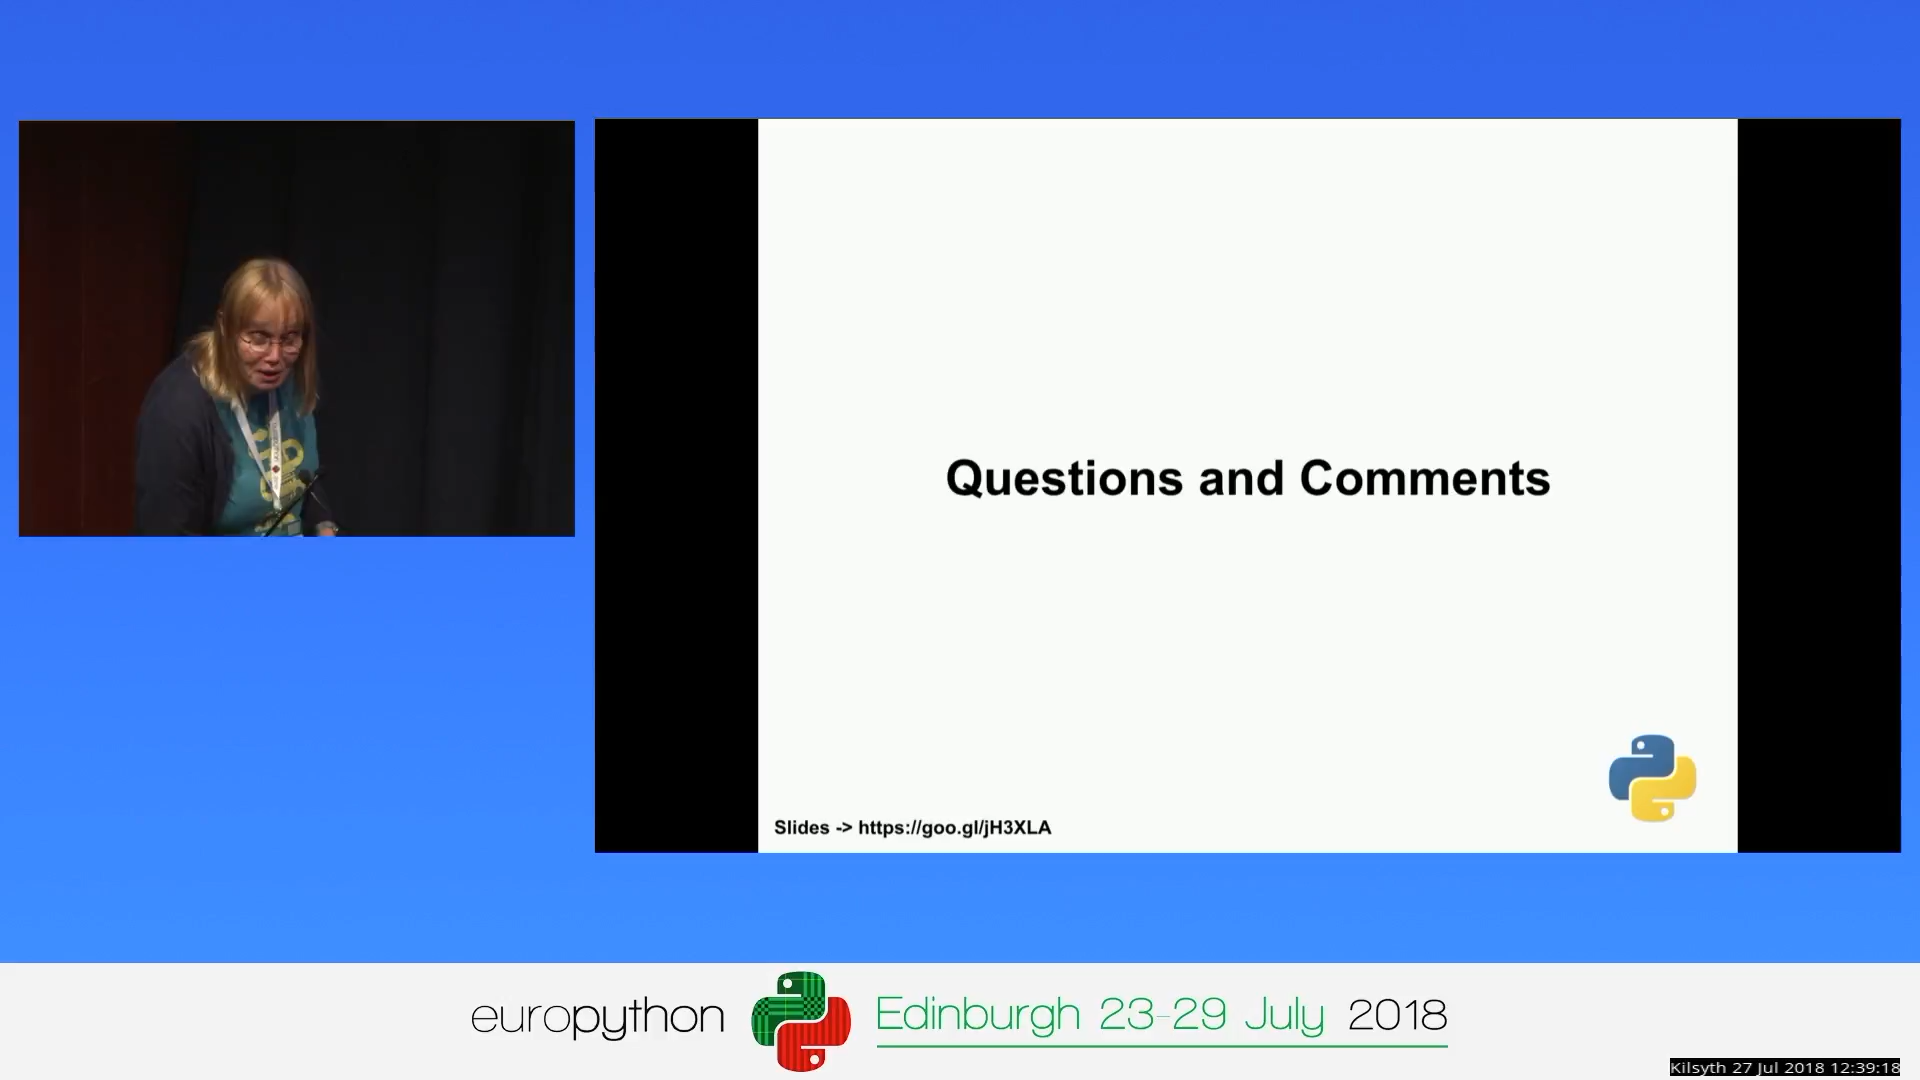 Questions and Comments
Slides -> https://goo.gl/jH3XLA
europython
Edinburgh 23-29 July 2018
Kilsyth 27 Jul 2018 12:39:18